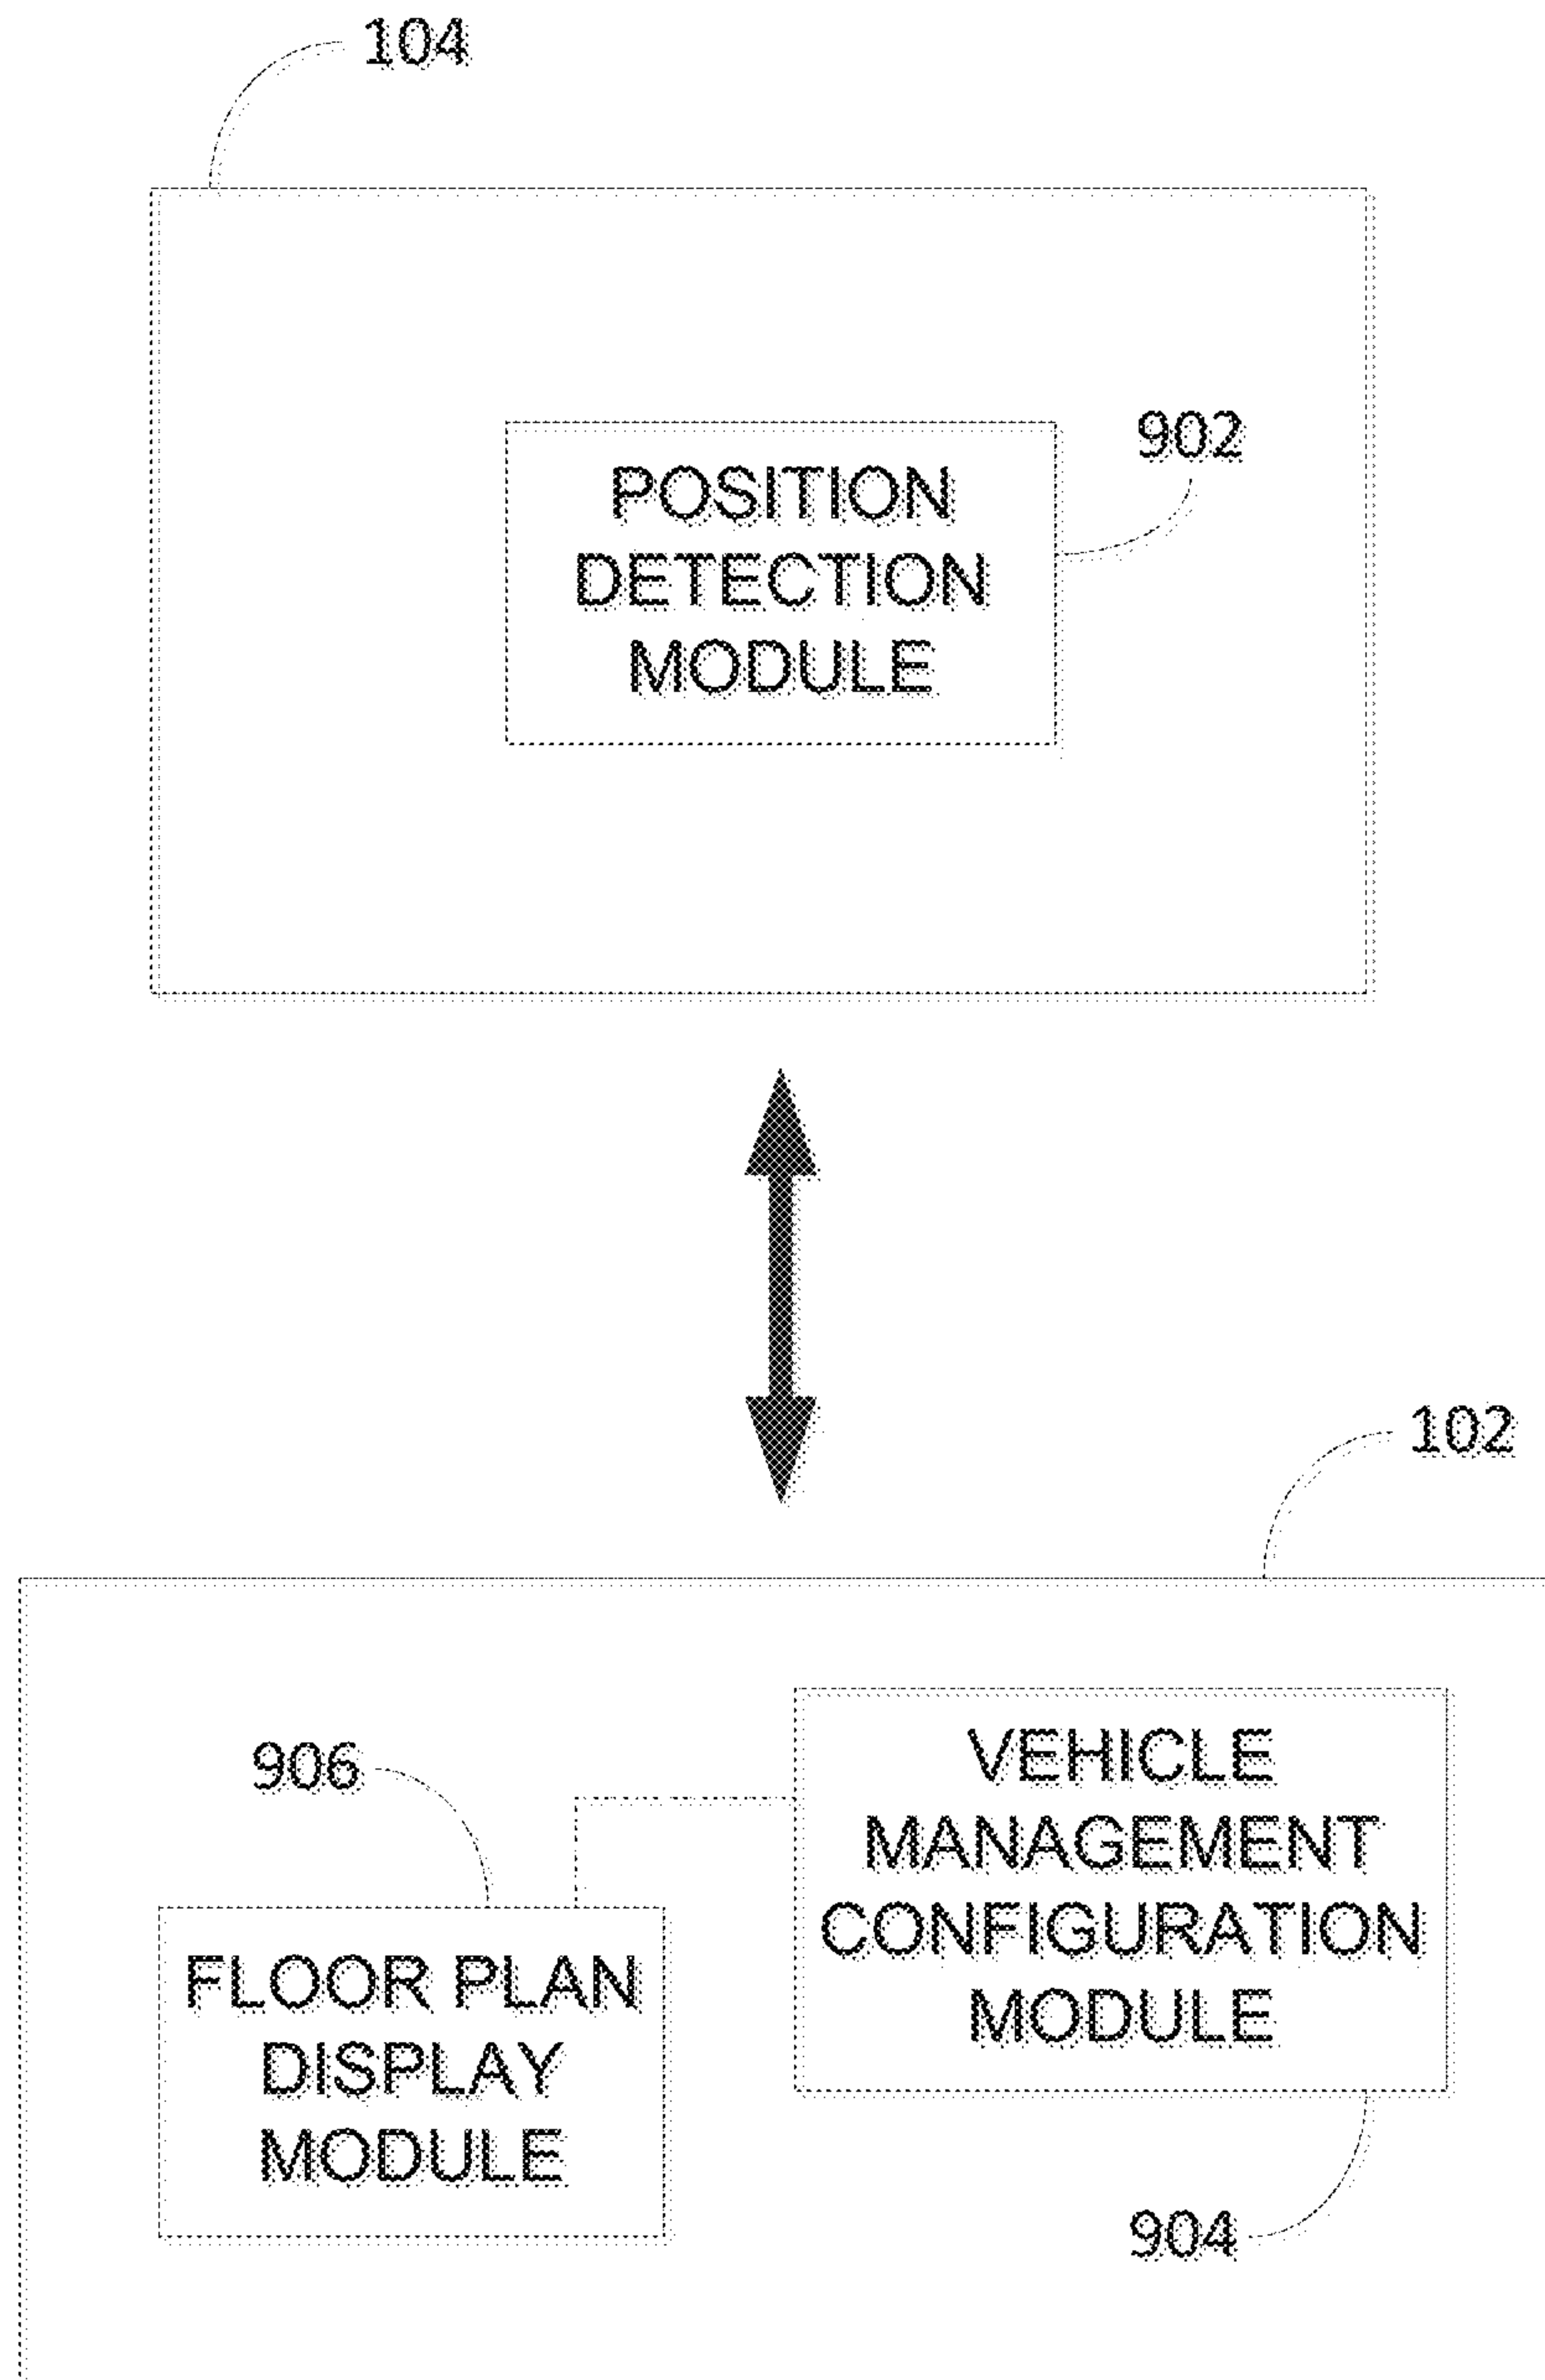 104
902
POSITION
DETECTION
MODULE
102
VEHICLE
MANAGEMENT
CONFIGURATION
MODULE
906
FLOOR PLAN
DISPLAY
MODULE
904